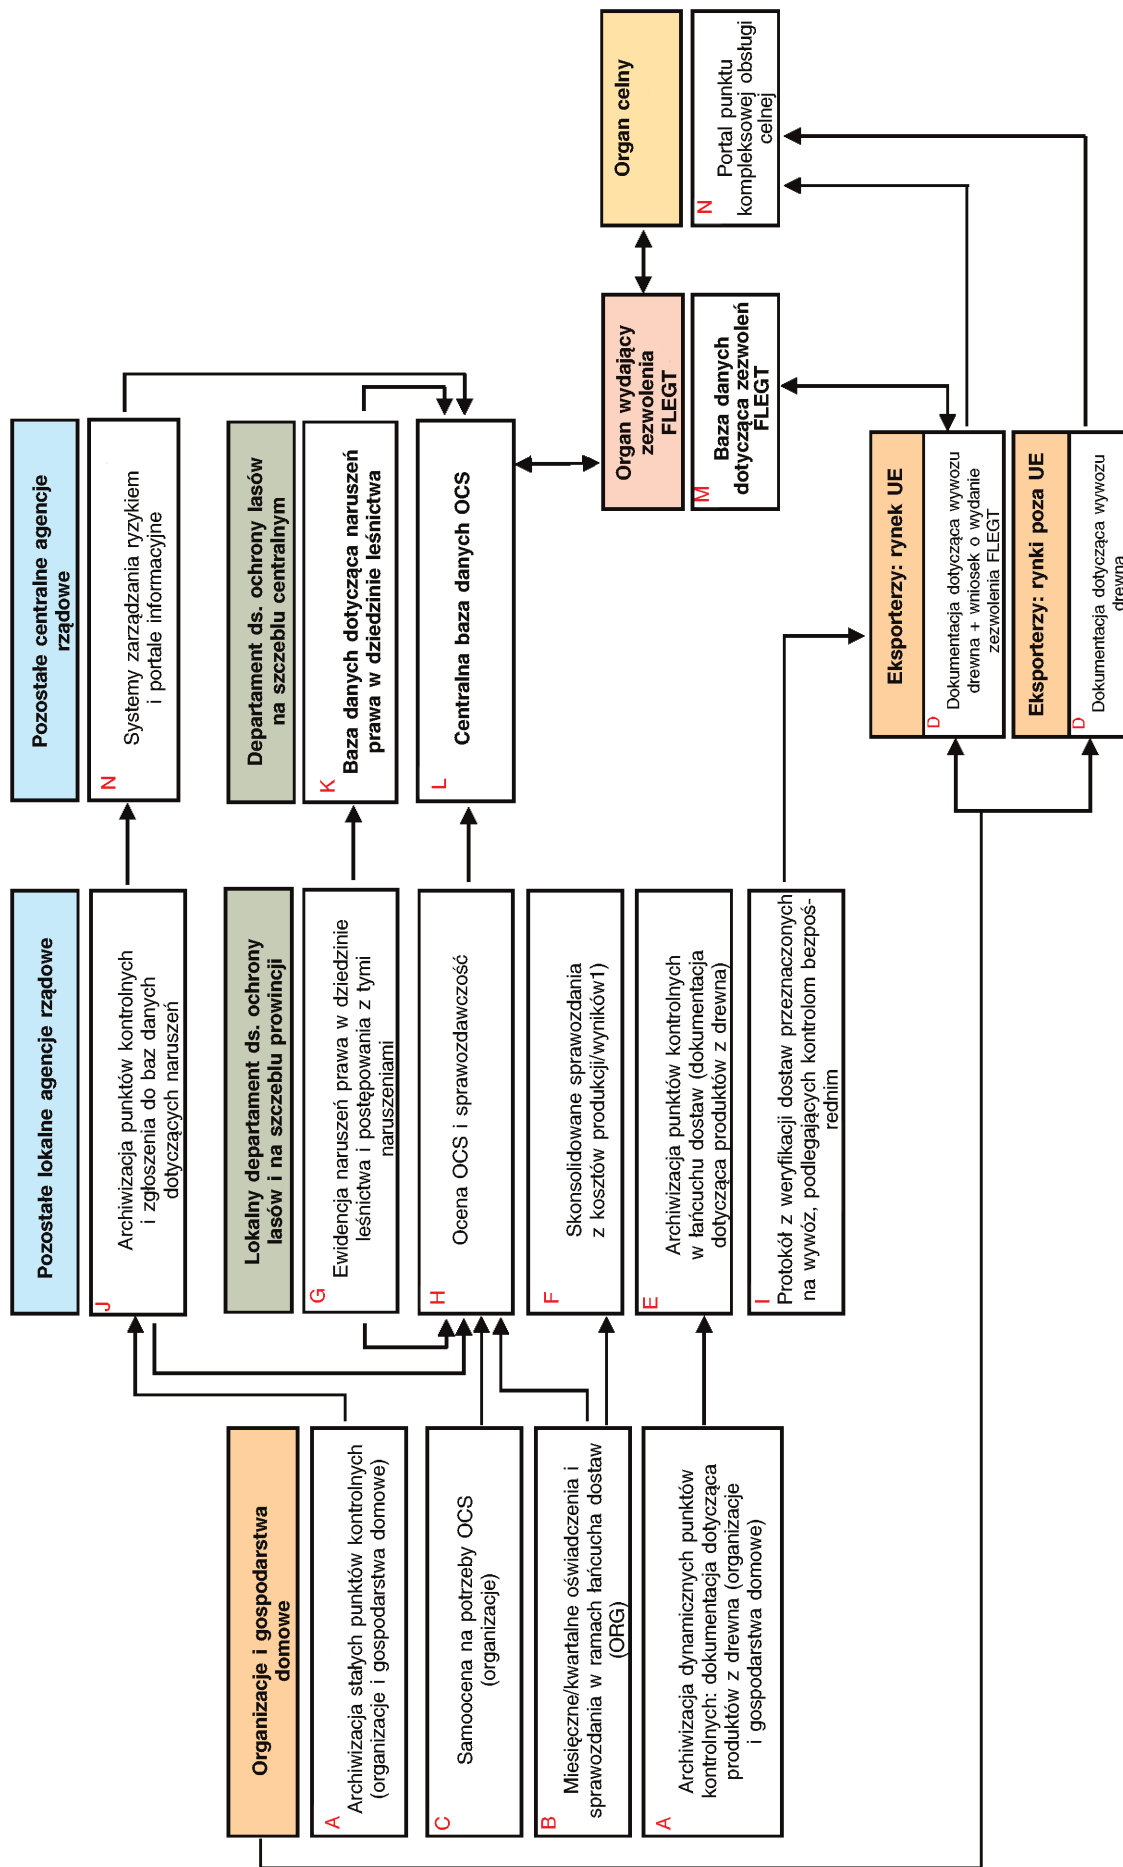 Organizacje i gospodarstwa
domowe
A
Archiwizacja stałych punktów kontrolnych
(organizacje i gospodarstwa domowe)
C
Samoocena na potrzeby OCS
(organizacje)
B
Miesięczne/kwartalne oświadczenia i
sprawozdania w ramach łańcucha dostaw
(ORG)
A
Archiwizacja dynamicznych punktów
kontrolnych: dokumentacja dotycząca
produktów z drewna (organizacje
i gospodarstwa domowe)
Pozostałe lokalne agencje rządowe
J
Archiwizacja punktów kontrolnych
i zgłoszenia do baz danych
dotyczących naruszeń
Lokalny departament ds. ochrony
lasów i na szczeblu prowincji
G
Ewidencja naruszeń prawa w dziedzinie
leśnictwa i postępowania z tymi
naruszeniami
H
Ocena OCS i sprawozdawczość
F
Skonsolidowane sprawozdania
z kosztów produkcji/wyników1)
E
Archiwizacja punktów kontrolnych
w łańcuchu dostaw (dokumentacja
dotycząca produktów z drewna)
I
Protokół z weryfikacji dostaw przeznaczonych
na wywóz, podlegających kontrolom bezpoś-
rednim
Pozostałe centralne agencje
rządowe
N
Systemy zarządzania ryzykiem
i portale informacyjne
Departament ds. ochrony lasów
na szczeblu centralnym
K
Baza danych dotycząca naruszeń
prawa w dziedzinie leśnictwa
L
Centralna baza danych OCS
Organ wydający
zezwolenia
FLEGT
M
Baza danych
dotycząca zezwoleń
FLEGT
Organ celny
N
Portal punktu
kompleksowej obsługi
celnej
Eksporterzy: rynek UE
D
Dokumentacja dotycząca wywozu
drewna + wniosek o wydanie
zezwolenia FLEGT
Eksporterzy: rynki poza UE
D
Dokumentacja dotycząca wywozu
drewna